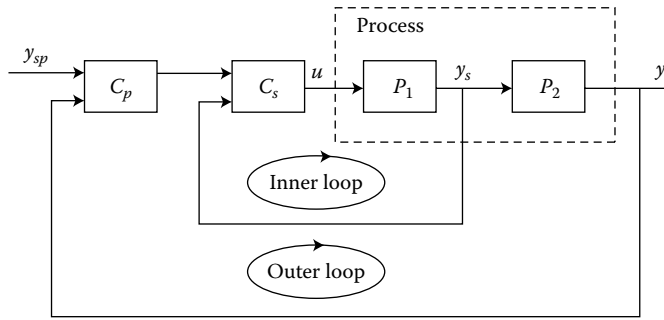 Process
y_sp
C_p
C_s
u
P_1
y_s
P_2
y
Inner loop
Outer loop